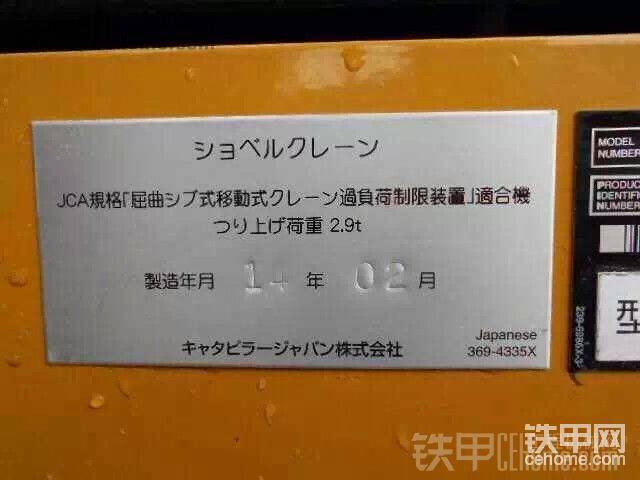 ショベルクレーン
JCA規格「屈曲ジブ式移動式クレーン過負荷制限装置」適合機
つり上げ荷重 2.9t
製造年月 14 年 02 月
キャタピラージャパン株式会社
Japanese
369-4335X
MODEL
NUMBER
PRODUC
IDENTIFI
NUMBER
型
铁甲网
cehome.com